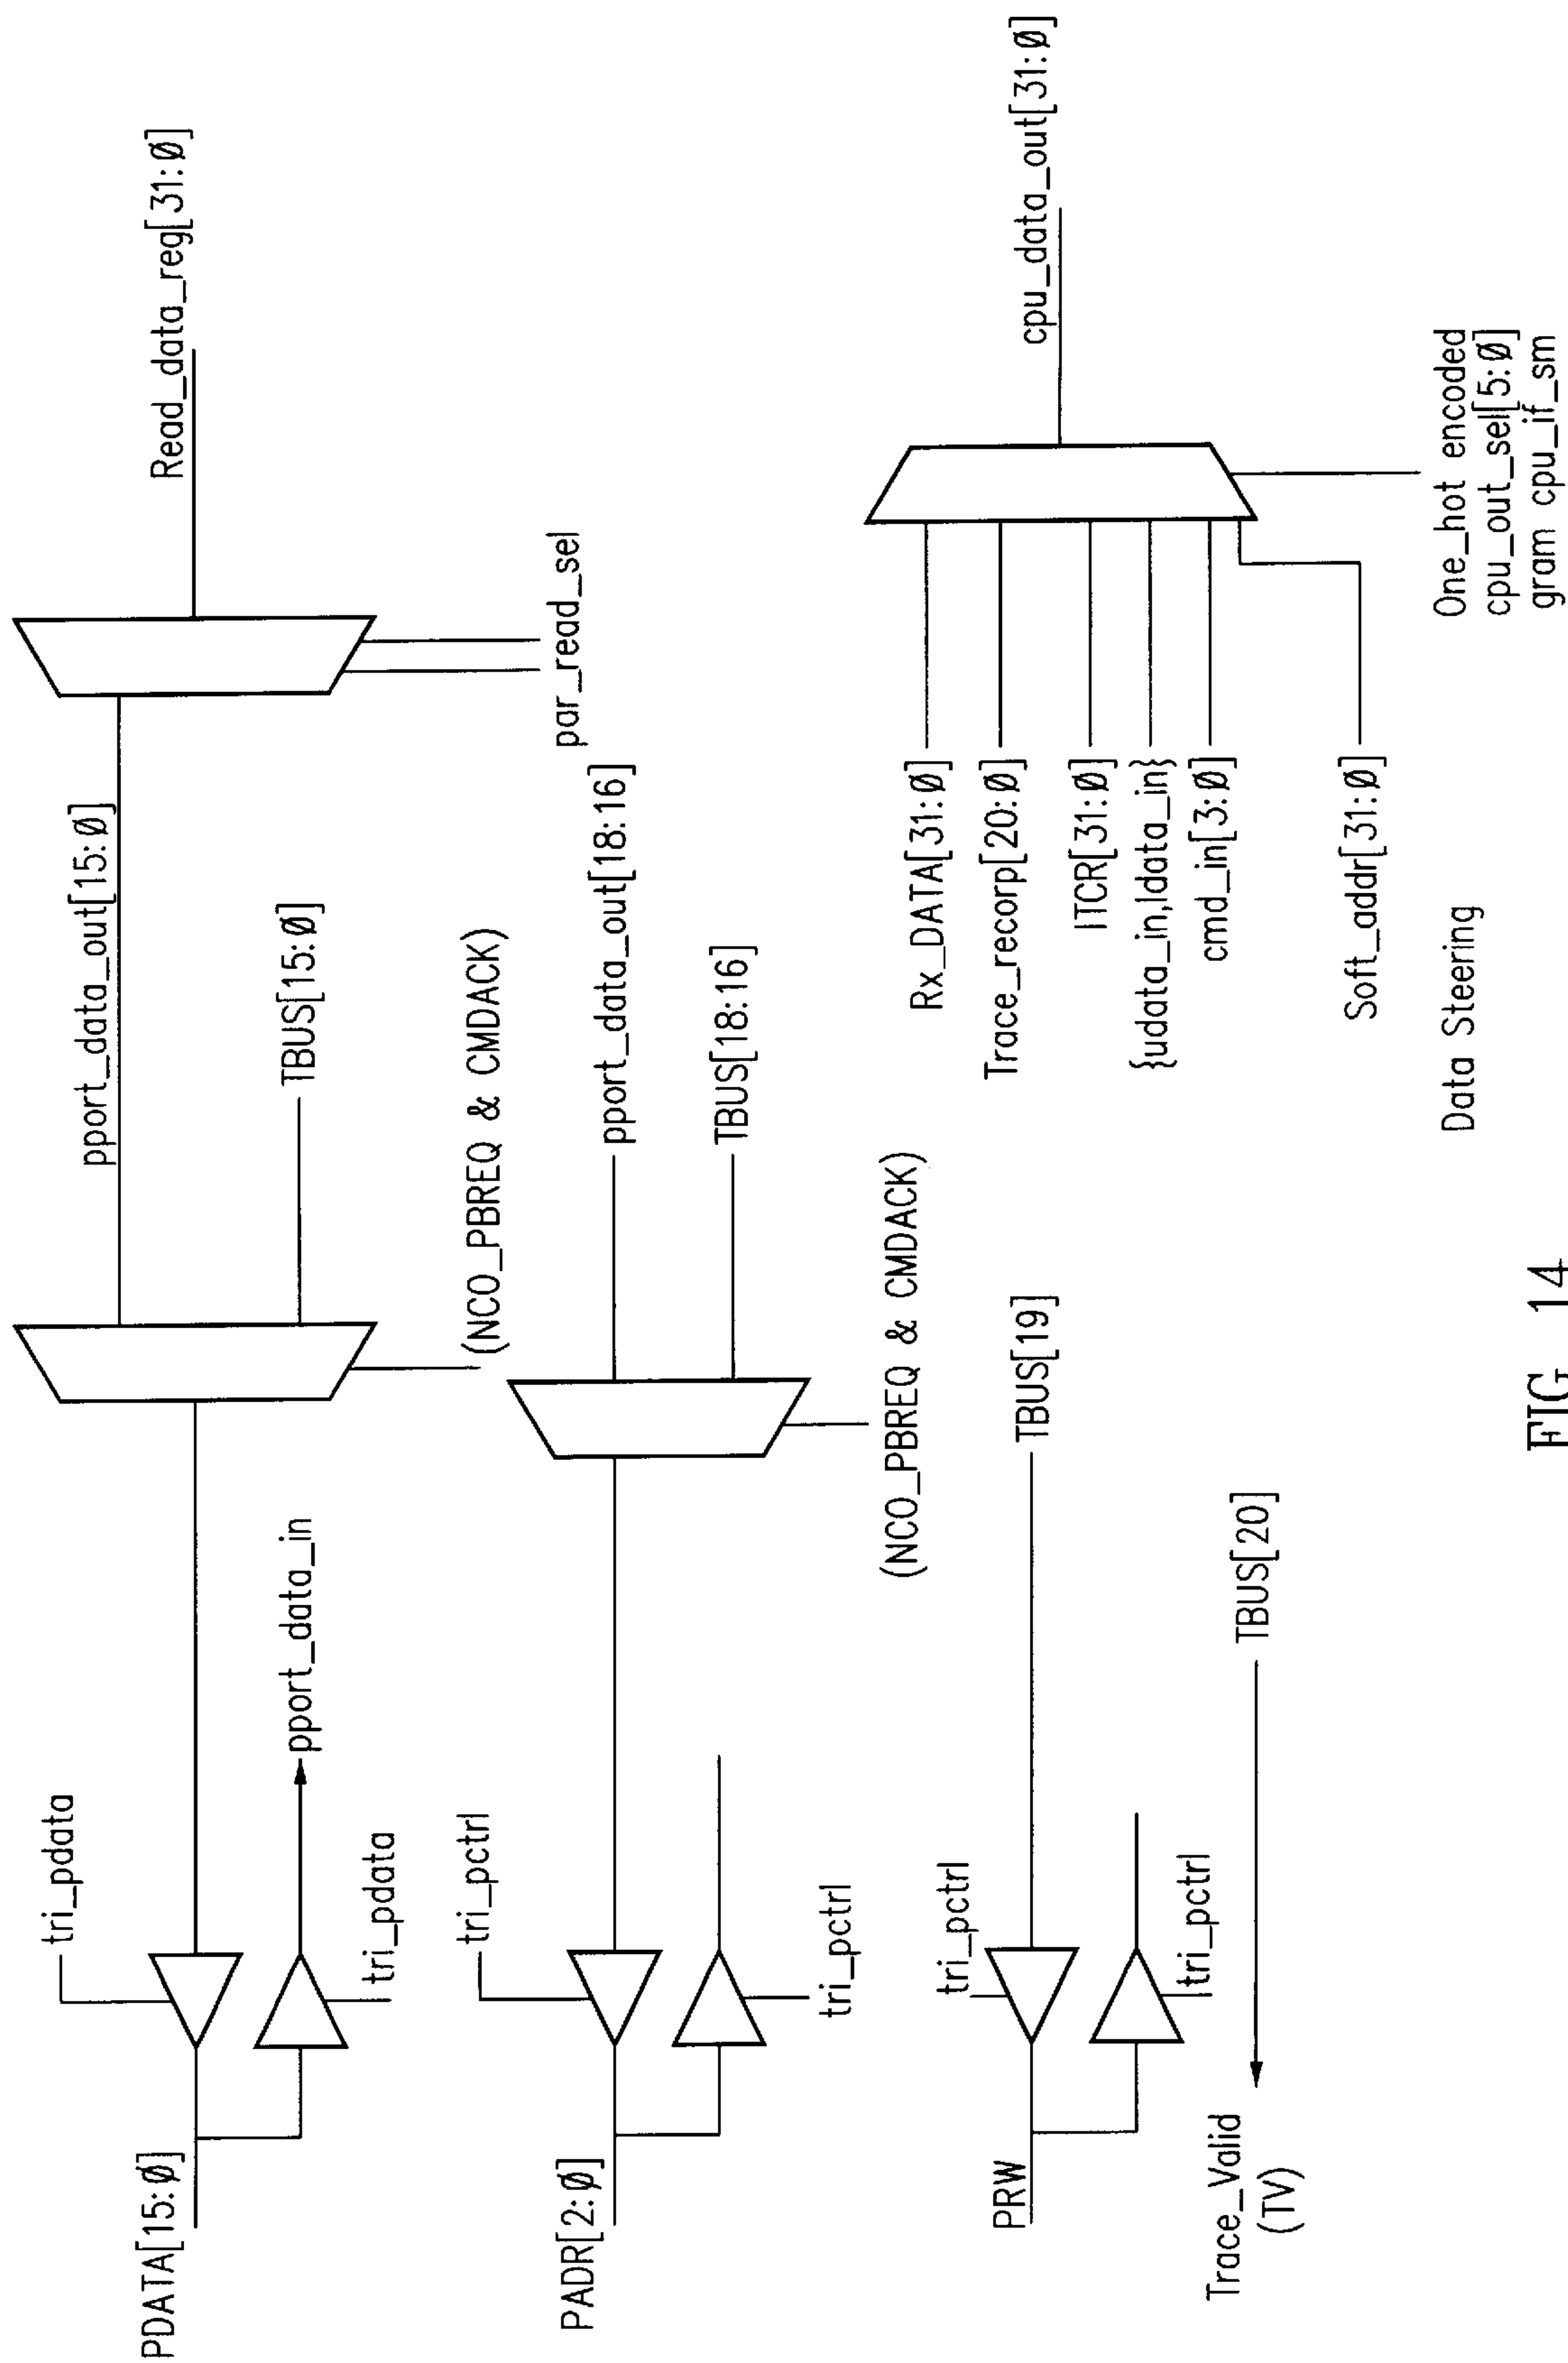 PDATA[15:Ø]
tri_pdata
tri_pdata
pport_data_in
pport_data_out[15:Ø]
TBUS[15:Ø]
(NCO_PBREQ & CMDACK)
Read_data_reg[31:Ø]
par_read_sel
PADR[2:Ø]
tri_pctrl
tri_pctrl
pport_data_out[18:16]
TBUS[18:16]
(NCO_PBREQ & CMDACK)
PRW
tri_pctrl
tri_pctrl
TBUS[19]
Trace_Valid
(TV)
TBUS[20]
Rx_DATA[31:Ø]
Trace_recorp[20:Ø]
ITCR[31:Ø]
{udata_in,ldata_in}
cmd_in[3:Ø]
Soft_addr[31:Ø]
cpu_data_out[31:Ø]
One_hot encoded
cpu_out_sel[5:Ø]
gram cpu_if_sm
Data Steering
FIG_14